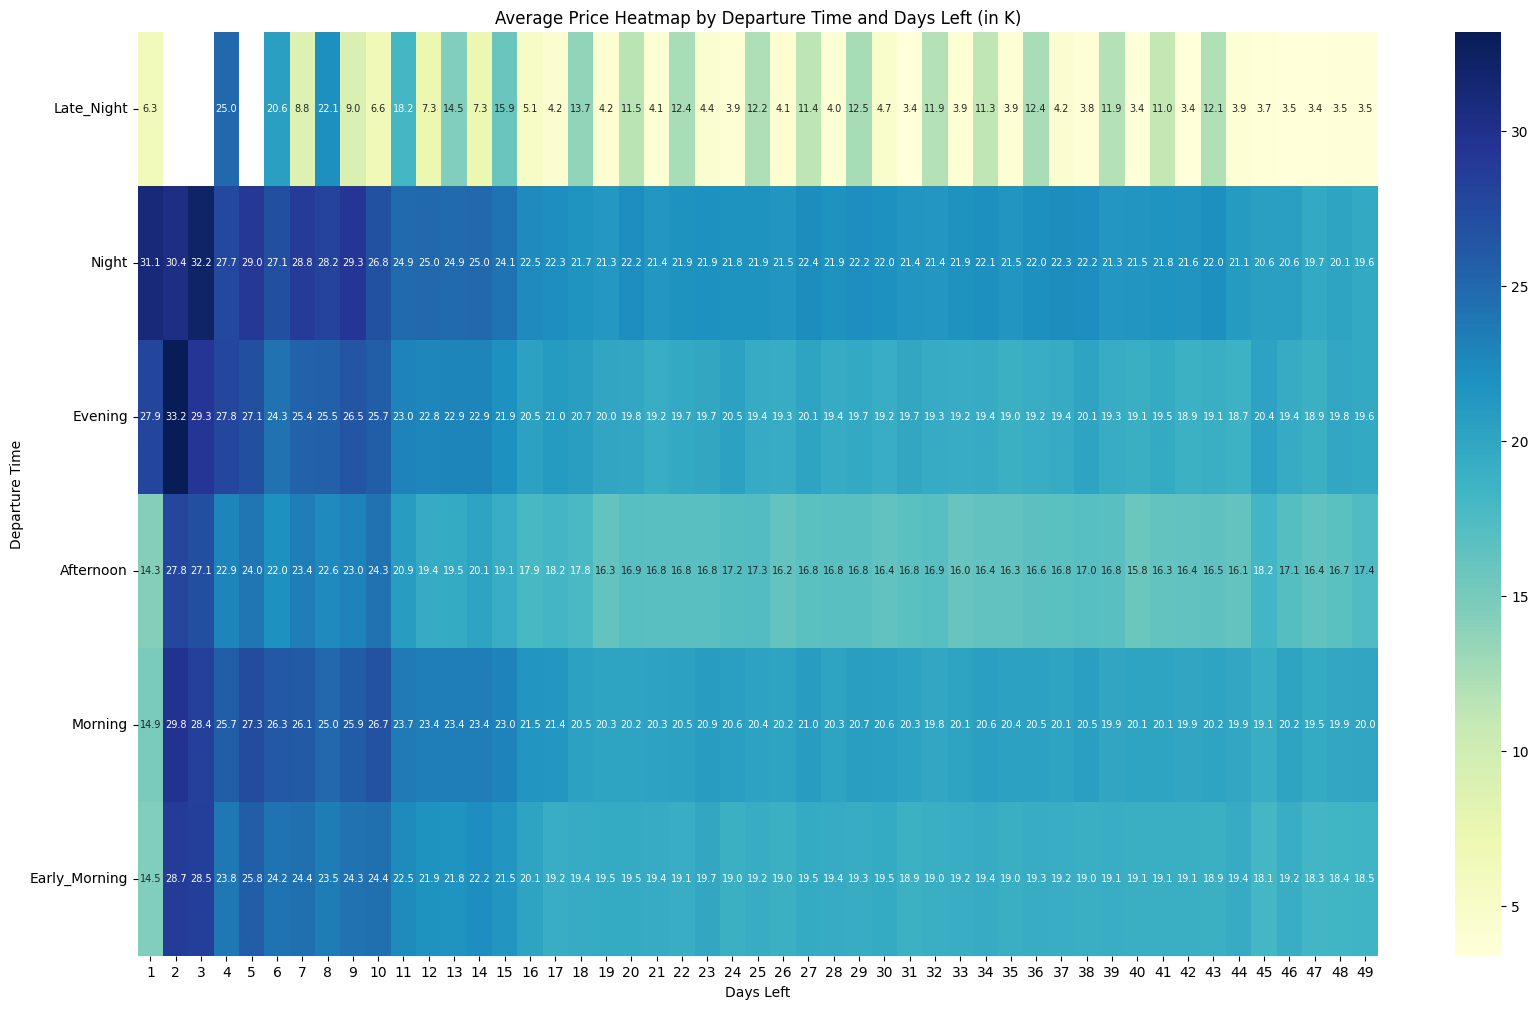 Average Price Heatmap by Departure Time and Days Left (in K)
Late_Night 6.3 25.0 20.6 8.8 22.1 9.0 6.6 18.2 7.3 14.5 7.3 15.9 5.1 4.2 13.7 4.2 11.5 4.1 12.4 4.4 3.9 12.2 4.1 11.4 4.0 12.5 4.7 3.4 11.9 3.9 11.3 3.9 12.4 4.2 3.8 11.9 3.4 11.0 3.4 12.1 3.9 3.7 3.5 3.4 3.5 3.5
Night 31.1 30.4 32.2 27.7 29.0 27.1 28.8 28.2 29.3 26.8 24.9 25.0 24.9 25.0 24.1 22.5 22.3 21.7 21.3 22.2 21.4 21.9 21.9 21.8 21.9 21.5 22.4 21.9 22.2 22.0 21.4 21.4 21.9 22.1 21.5 22.0 22.3 22.2 21.3 21.5 21.8 21.6 22.0 21.1 20.6 20.6 19.7 20.1 19.6
Evening 27.9 33.2 29.3 27.8 27.1 24.3 25.4 25.5 26.5 25.7 23.0 22.8 22.9 22.9 21.9 20.5 21.0 20.7 20.0 19.8 19.2 19.7 19.7 20.5 19.4 19.3 20.1 19.4 19.7 19.2 19.7 19.3 19.2 19.4 19.0 19.2 19.4 20.1 19.3 19.1 19.5 18.9 19.1 18.7 20.4 19.4 18.9 19.8 19.6
Afternoon 14.3 27.8 27.1 22.9 24.0 22.0 23.4 22.6 23.0 24.3 20.9 19.4 19.5 20.1 19.1 17.9 18.2 17.8 16.3 16.9 16.8 16.8 16.8 17.2 17.3 16.2 16.8 16.8 16.8 16.4 16.8 16.9 16.0 16.4 16.3 16.6 16.8 17.0 16.8 15.8 16.3 16.4 16.5 16.1 18.2 17.1 16.4 16.7 17.4
Morning 14.9 29.8 28.4 25.7 27.3 26.3 26.1 25.0 25.9 26.7 23.7 23.4 23.4 23.4 23.0 21.5 21.4 20.5 20.3 20.2 20.3 20.5 20.9 20.6 20.4 20.2 21.0 20.3 20.7 20.6 20.3 19.8 20.1 20.6 20.4 20.5 20.1 20.5 19.9 20.1 20.1 19.9 20.2 19.9 19.1 20.2 19.5 19.9 20.0
Early_Morning 14.5 28.7 28.5 23.8 25.8 24.2 24.4 23.5 24.3 24.4 22.5 21.9 21.8 22.2 21.5 20.1 19.2 19.4 19.5 19.5 19.4 19.1 19.7 19.0 19.2 19.0 19.5 19.4 19.3 19.5 18.9 19.0 19.2 19.4 19.0 19.3 19.2 19.0 19.1 19.1 19.1 19.1 18.9 19.4 18.1 19.2 18.3 18.4 18.5
1 2 3 4 5 6 7 8 9 10 11 12 13 14 15 16 17 18 19 20 21 22 23 24 25 26 27 28 29 30 31 32 33 34 35 36 37 38 39 40 41 42 43 44 45 46 47 48 49
Days Left
Departure Time
30
25
20
15
10
5